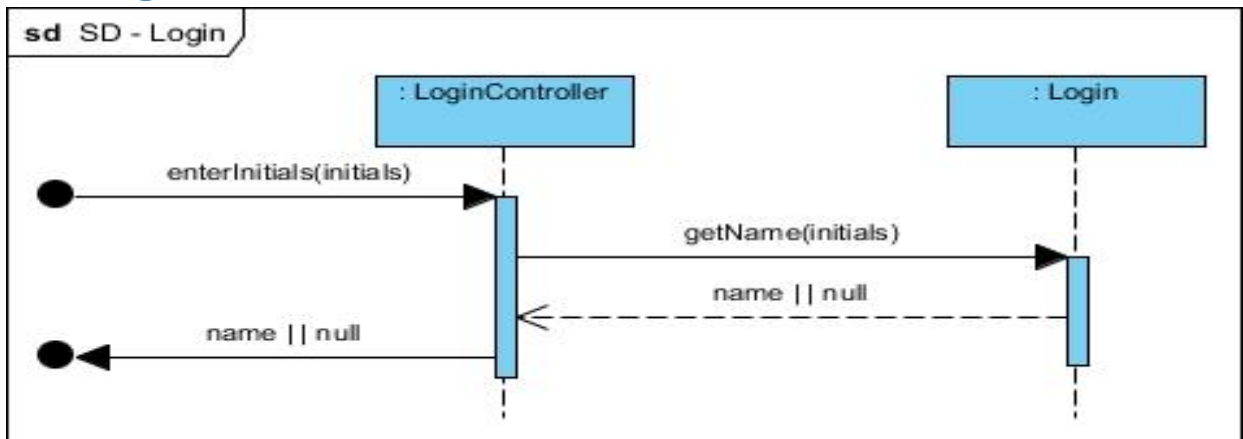 sd SD - Login
: LoginController
: Login
enterInitials(initials)
getName(initials)
name || null
name || null